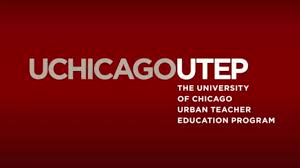 UCHICAGOUTEP
THE UNIVERSITY
OF CHICAGO
URBAN TEACHER
EDUCATION PROGRAM